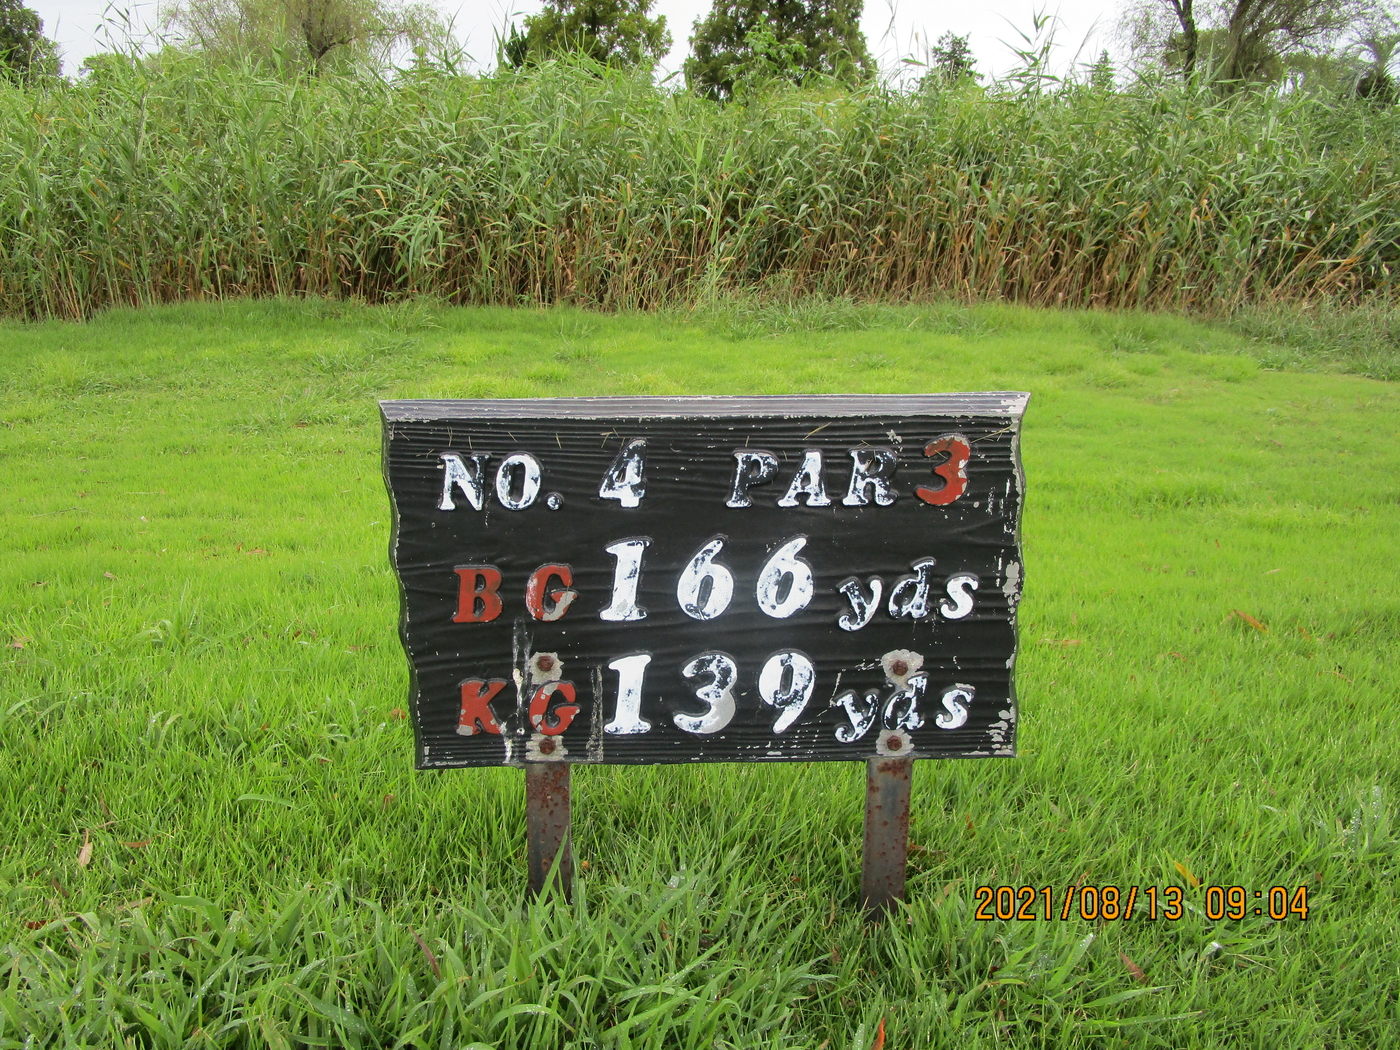 NO. 4 PAR 3
BG 166 yds
KG 139 yds
2021/08/13 09:04